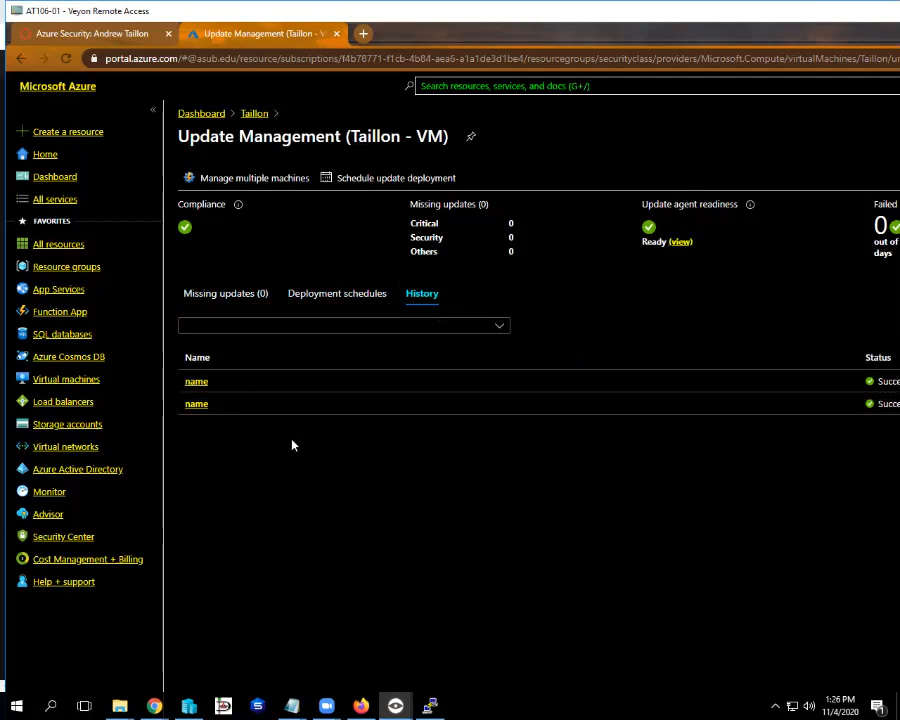 AT106-01 - Veyon Remote Access
Azure Security: Andrew Taillon
Update Management (Taillon - V
portal.azure.com/#@asub.edu/resource/subscriptions/f4b78771-f1cb-4b84-aea6-a1a1de3d1be4/resourcegroups/securityclass/providers/Microsoft.Compute/virtualMachines/Taillon/u
Microsoft Azure
Search resources, services, and docs (G+/)
«
Dashboard > Taillon >
Update Management (Taillon - VM)
Manage multiple machines
Schedule update deployment
Compliance
Missing updates (0)
Critical 0
Security 0
Others 0
Update agent readiness
Ready (view)
Failed
0
out of
days
Missing updates (0)
Deployment schedules
History
Name
Status
name
Succe
name
Succe
Create a resource
Home
Dashboard
All services
FAVORITES
All resources
Resource groups
App Services
Function App
SQL databases
Azure Cosmos DB
Virtual machines
Load balancers
Storage accounts
Virtual networks
Azure Active Directory
Monitor
Advisor
Security Center
Cost Management + Billing
Help + support
1:26 PM
11/4/2020
1